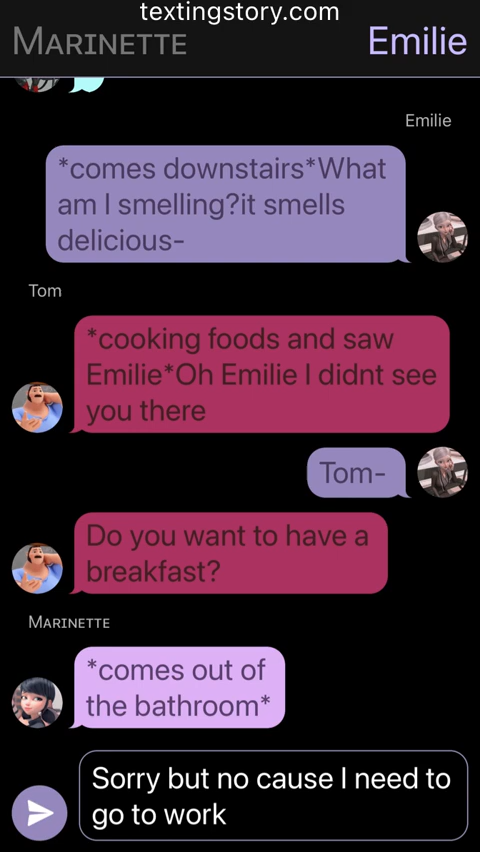 textingstory.com
Marinette
Emilie
Emilie
*comes downstairs*What
am I smelling?it smells
delicious-
Tom
*cooking foods and saw
Emilie*Oh Emilie I didnt see
you there
Tom-
Do you want to have a
breakfast?
Marinette
*comes out of
the bathroom*
Sorry but no cause I need to
go to work